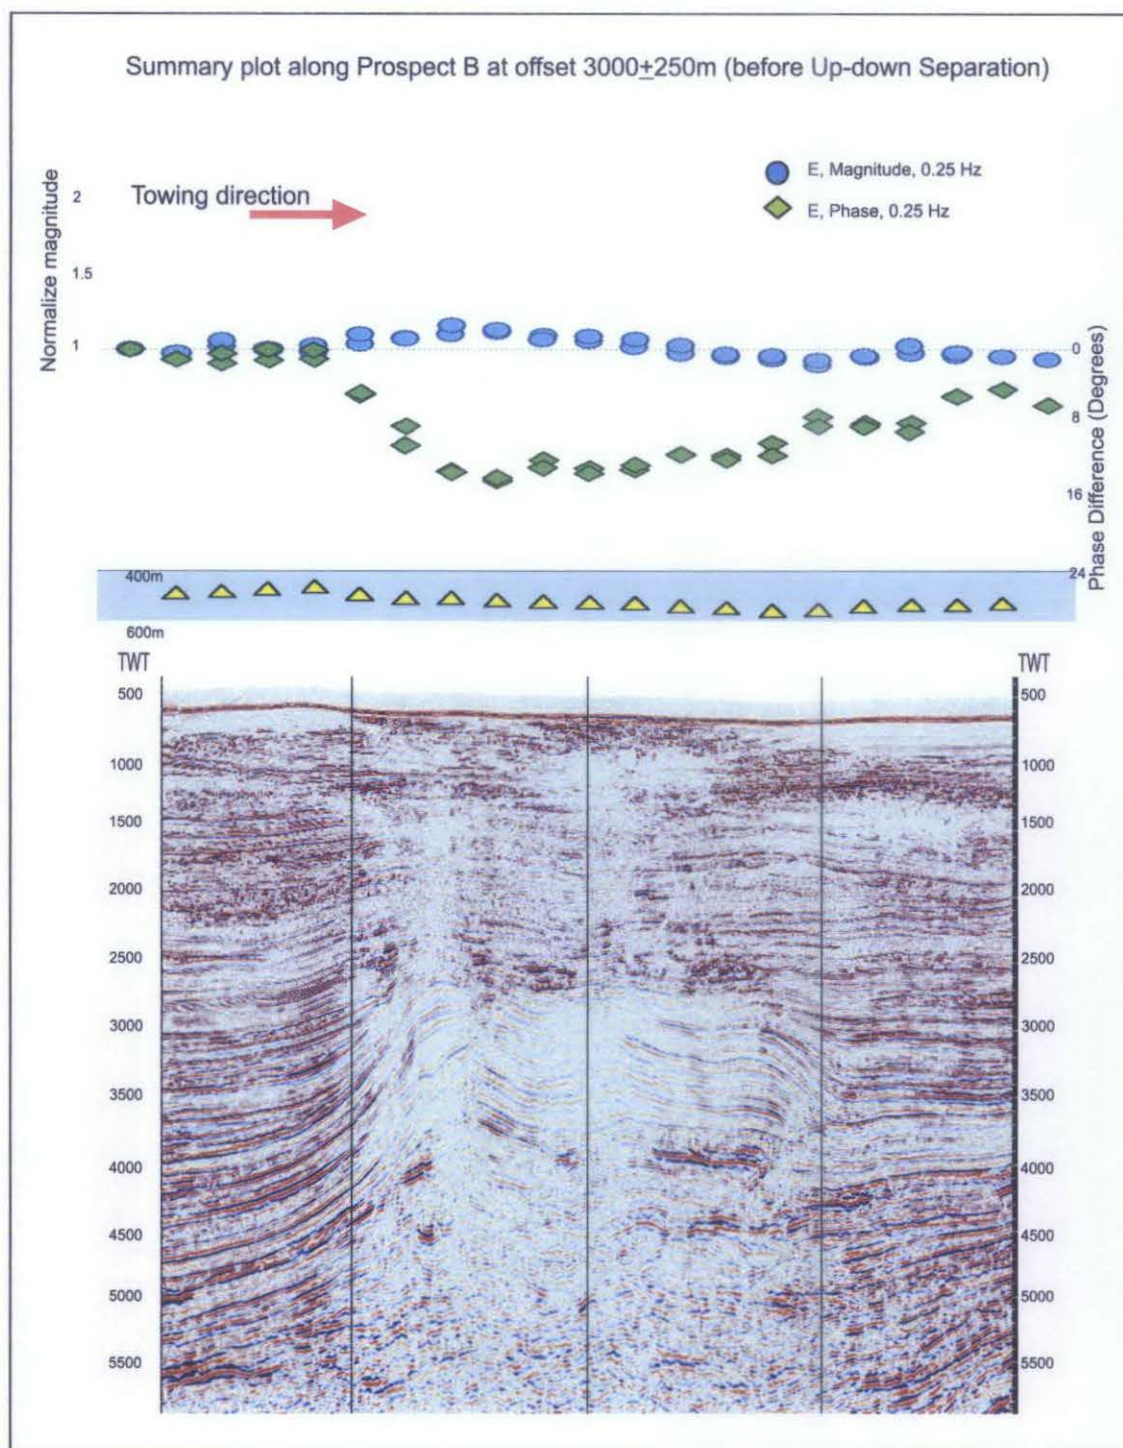 Summary plot along Prospect B at offset 3000±250m (before Up-down Separation)
Normalize magnitude
2
1.5
1
Towing direction
E, Magnitude, 0.25 Hz
E, Phase, 0.25 Hz
0
8
16
24
Phase Difference (Degrees)
400m
600m
TWT
TWT
500
500
1000
1000
1500
1500
2000
2000
2500
2500
3000
3000
3500
3500
4000
4000
4500
4500
5000
5000
5500
5500